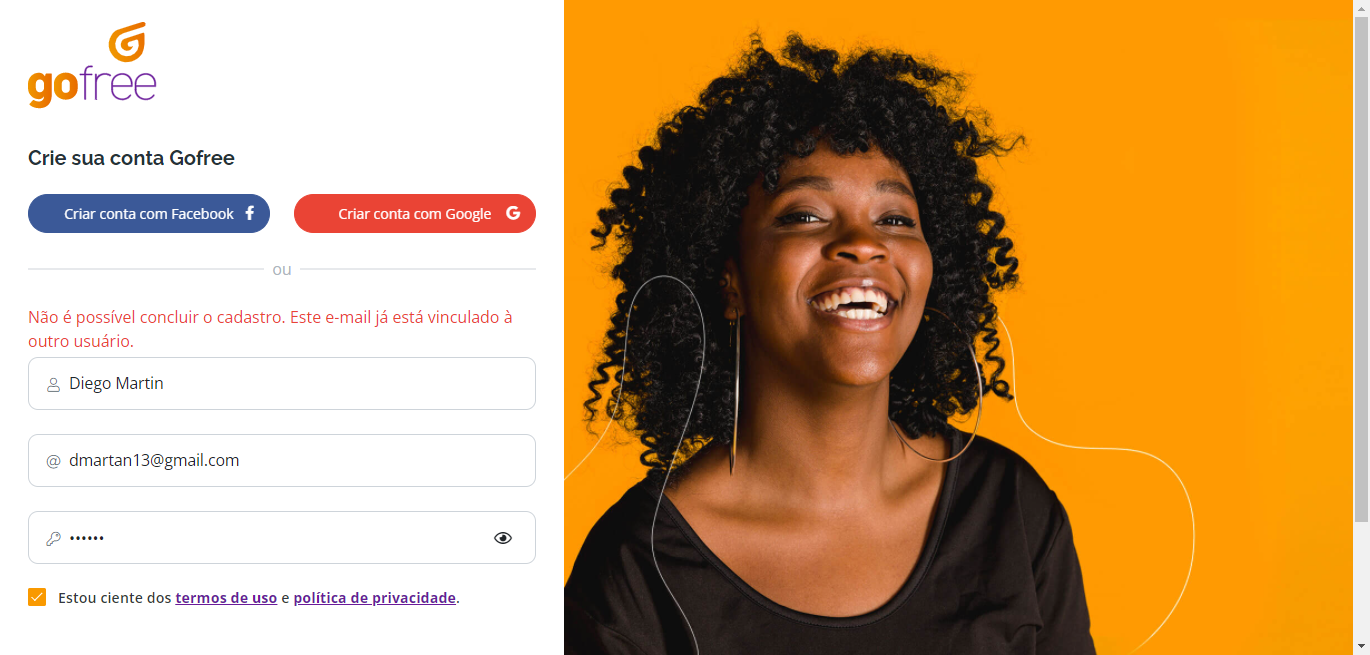 gofree
Crie sua conta Gofree
Criar conta com Facebook
Criar conta com Google
ou
Não é possível concluir o cadastro. Este e-mail já está vinculado à
outro usuário.
Diego Martin
@ dmartan13@gmail.com
••••••
Estou ciente dos termos de uso e política de privacidade.